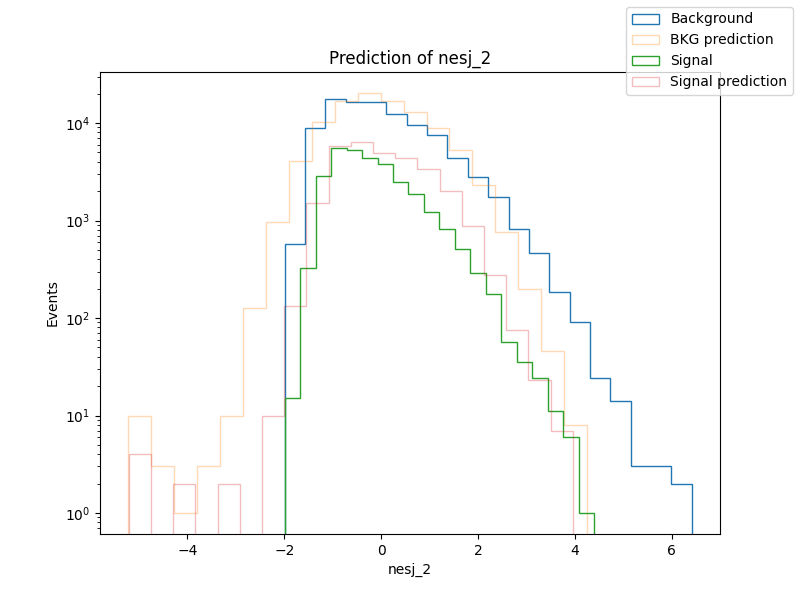 Prediction of nesj_2
Background
BKG prediction
Signal
Signal prediction
Events
10⁴
10³
10²
10¹
10⁰
−4 −2 0 2 4 6
nesj_2